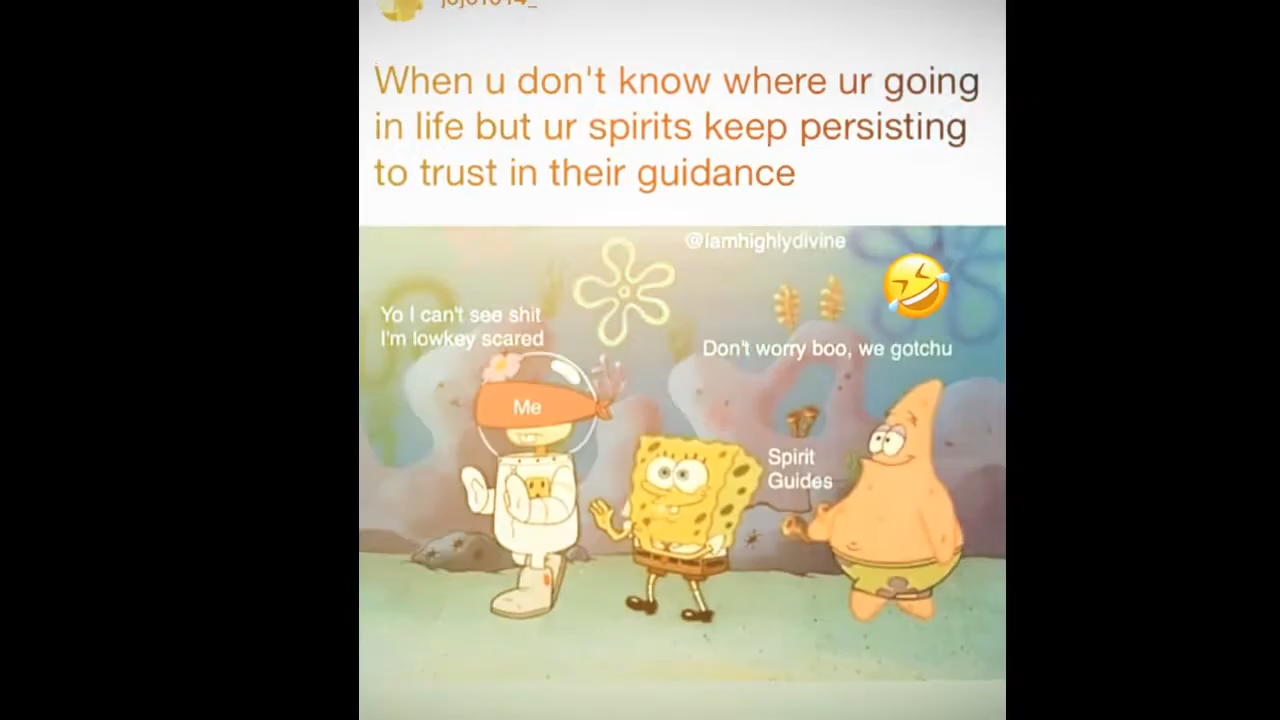 When u don't know where ur going
in life but ur spirits keep persisting
to trust in their guidance
@Iamhighlydivine
Yo I can't see shit
I'm lowkey scared
Don't worry boo, we gotchu
Me
Spirit
Guides